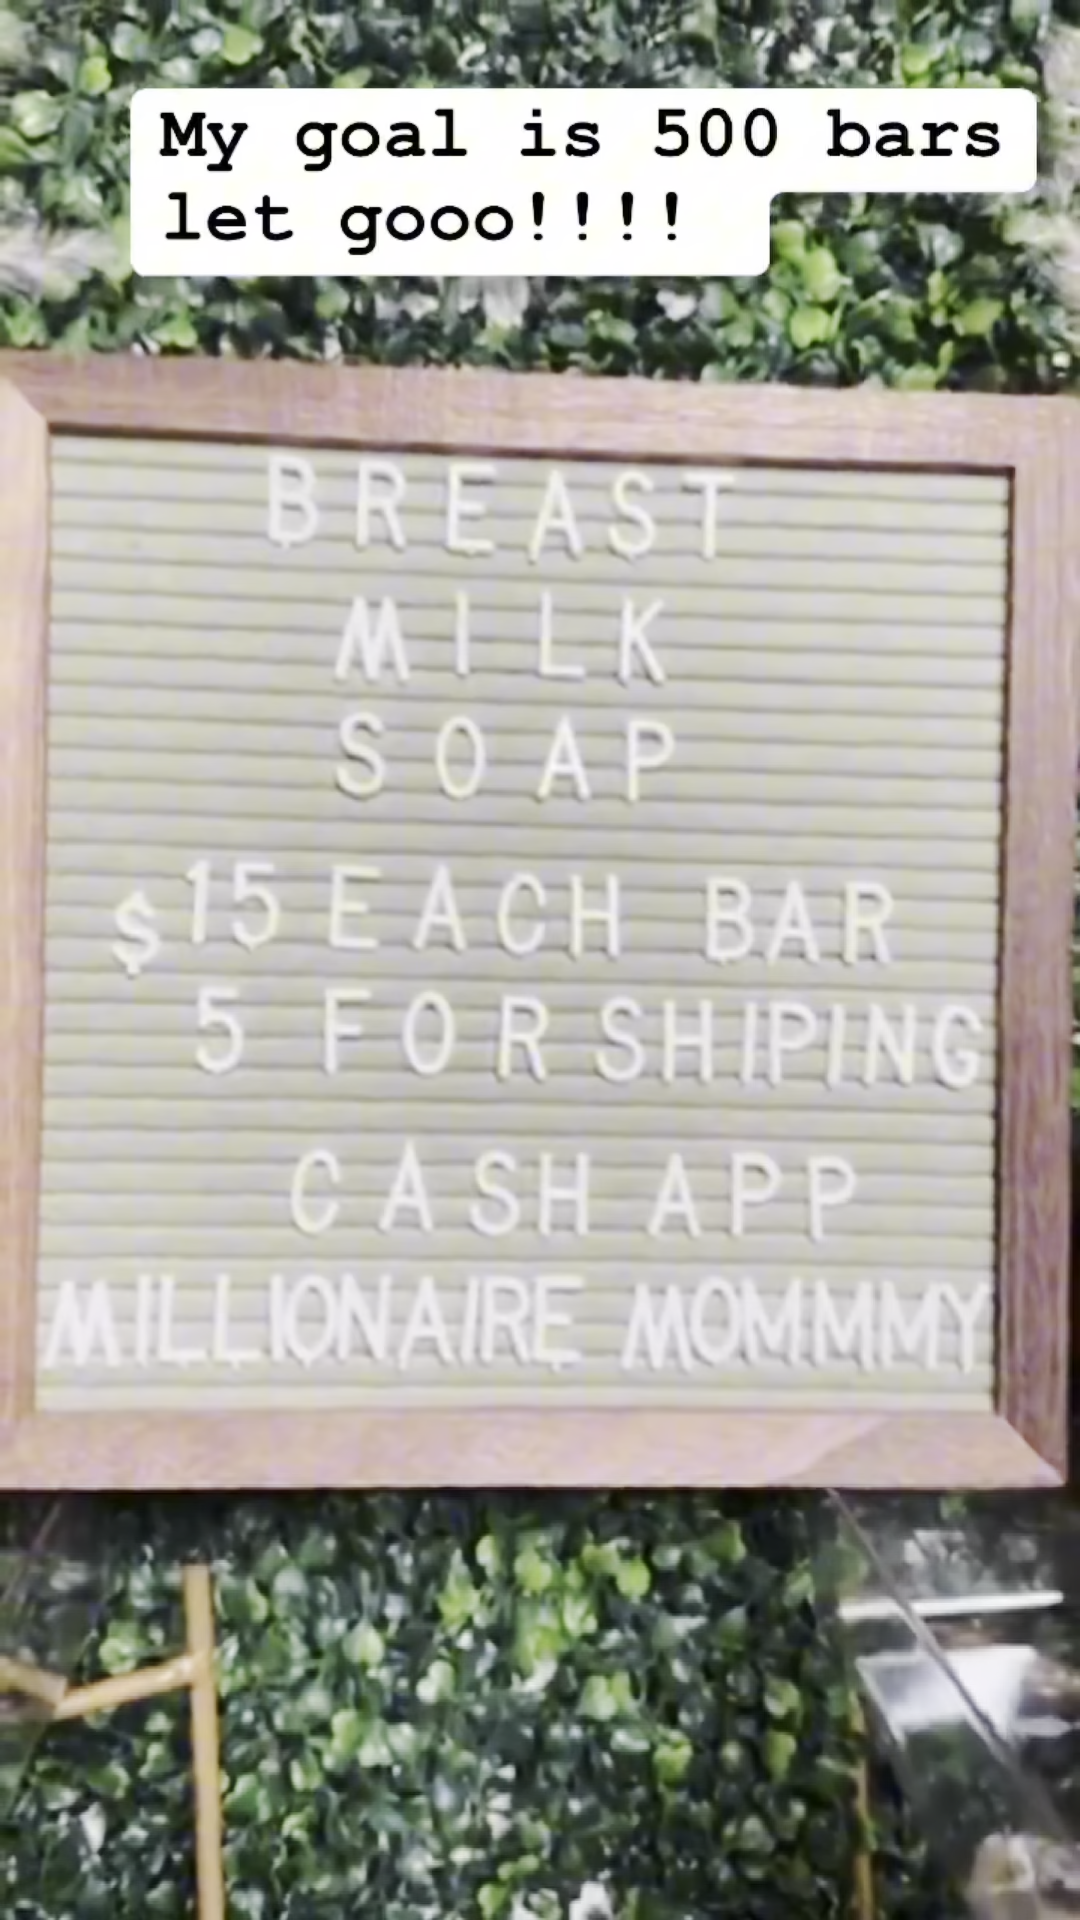 My goal is 500 bars
let gooo!!!!
BREAST
MILK
SOAP
$15 EACH BAR
5 FOR SHIPING
CASH APP
MILLIONAIRE MOMMMY